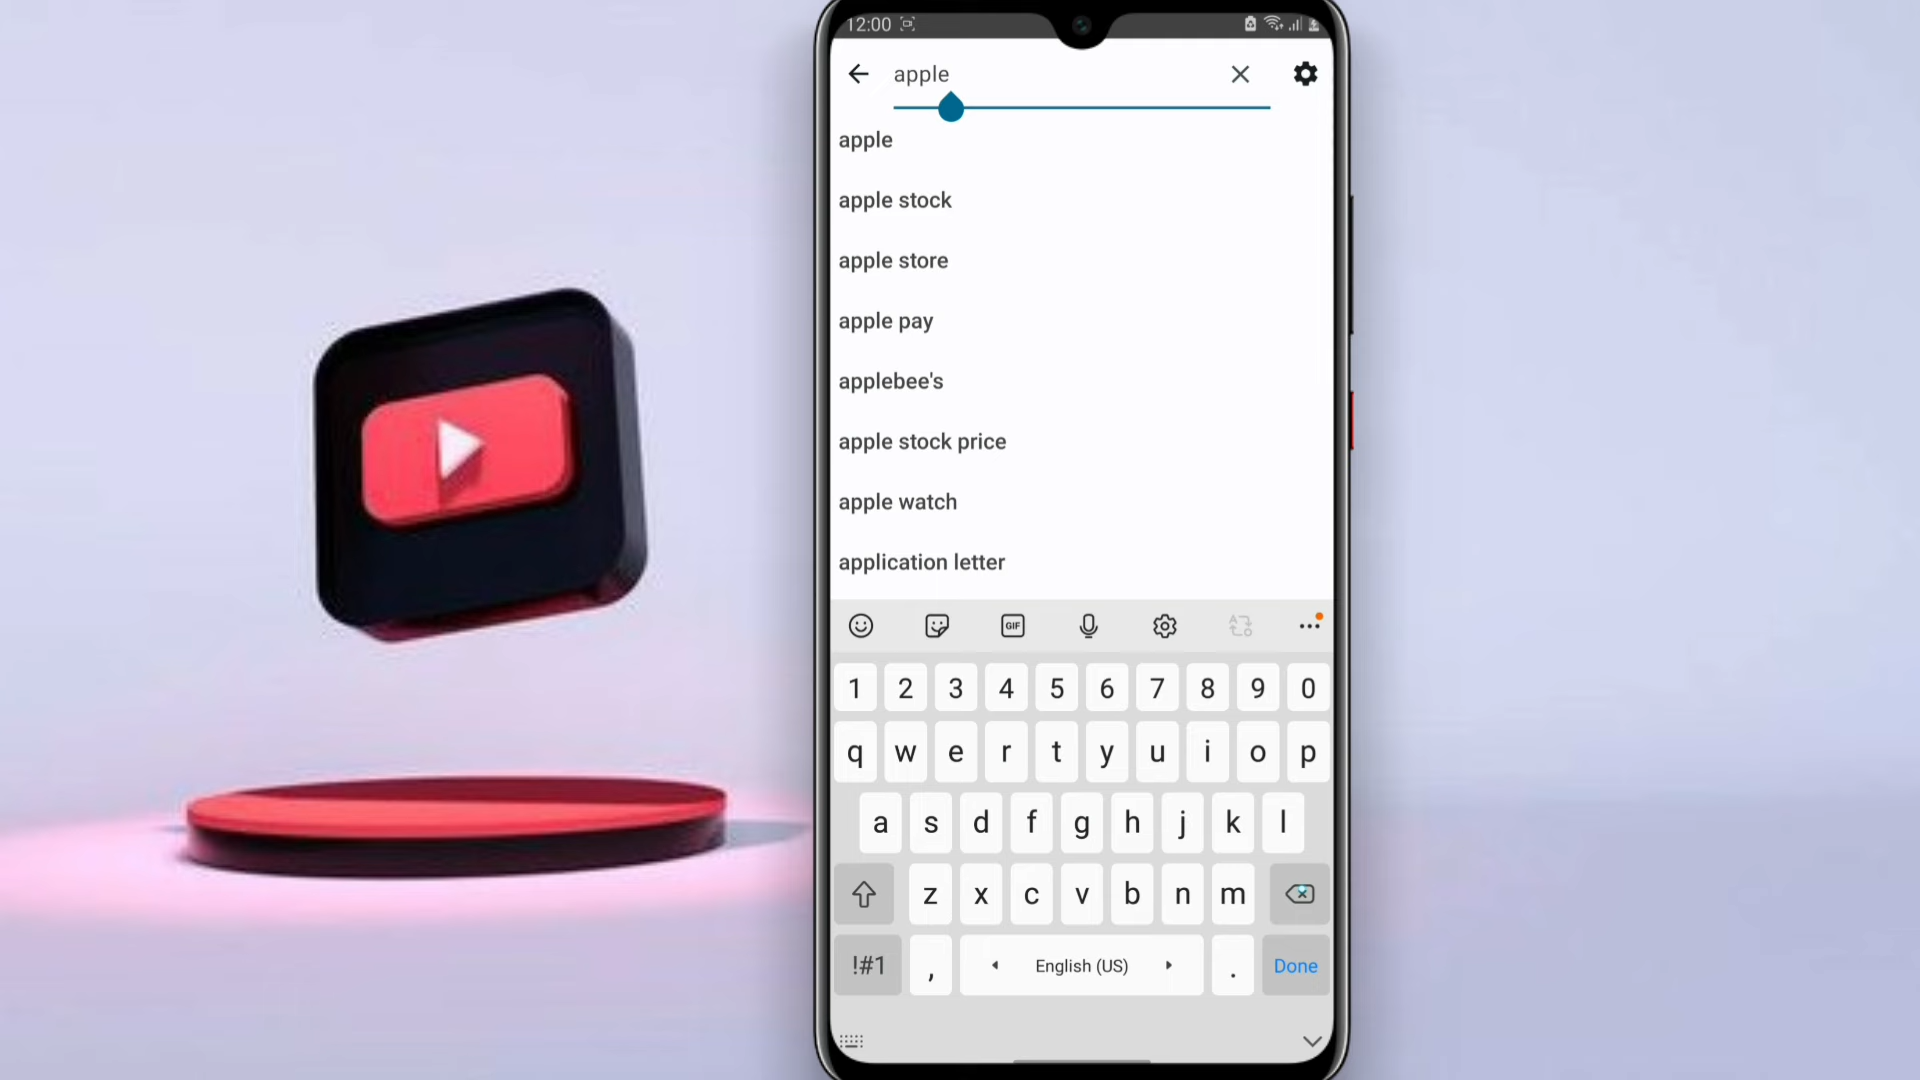 12:00
apple
apple
apple stock
apple store
apple pay
applebee's
apple stock price
apple watch
application letter
GIF
1 2 3 4 5 6 7 8 9 0
q w e r t y u i o p
a s d f g h j k l
z x c v b n m
!#1 , English (US) . Done